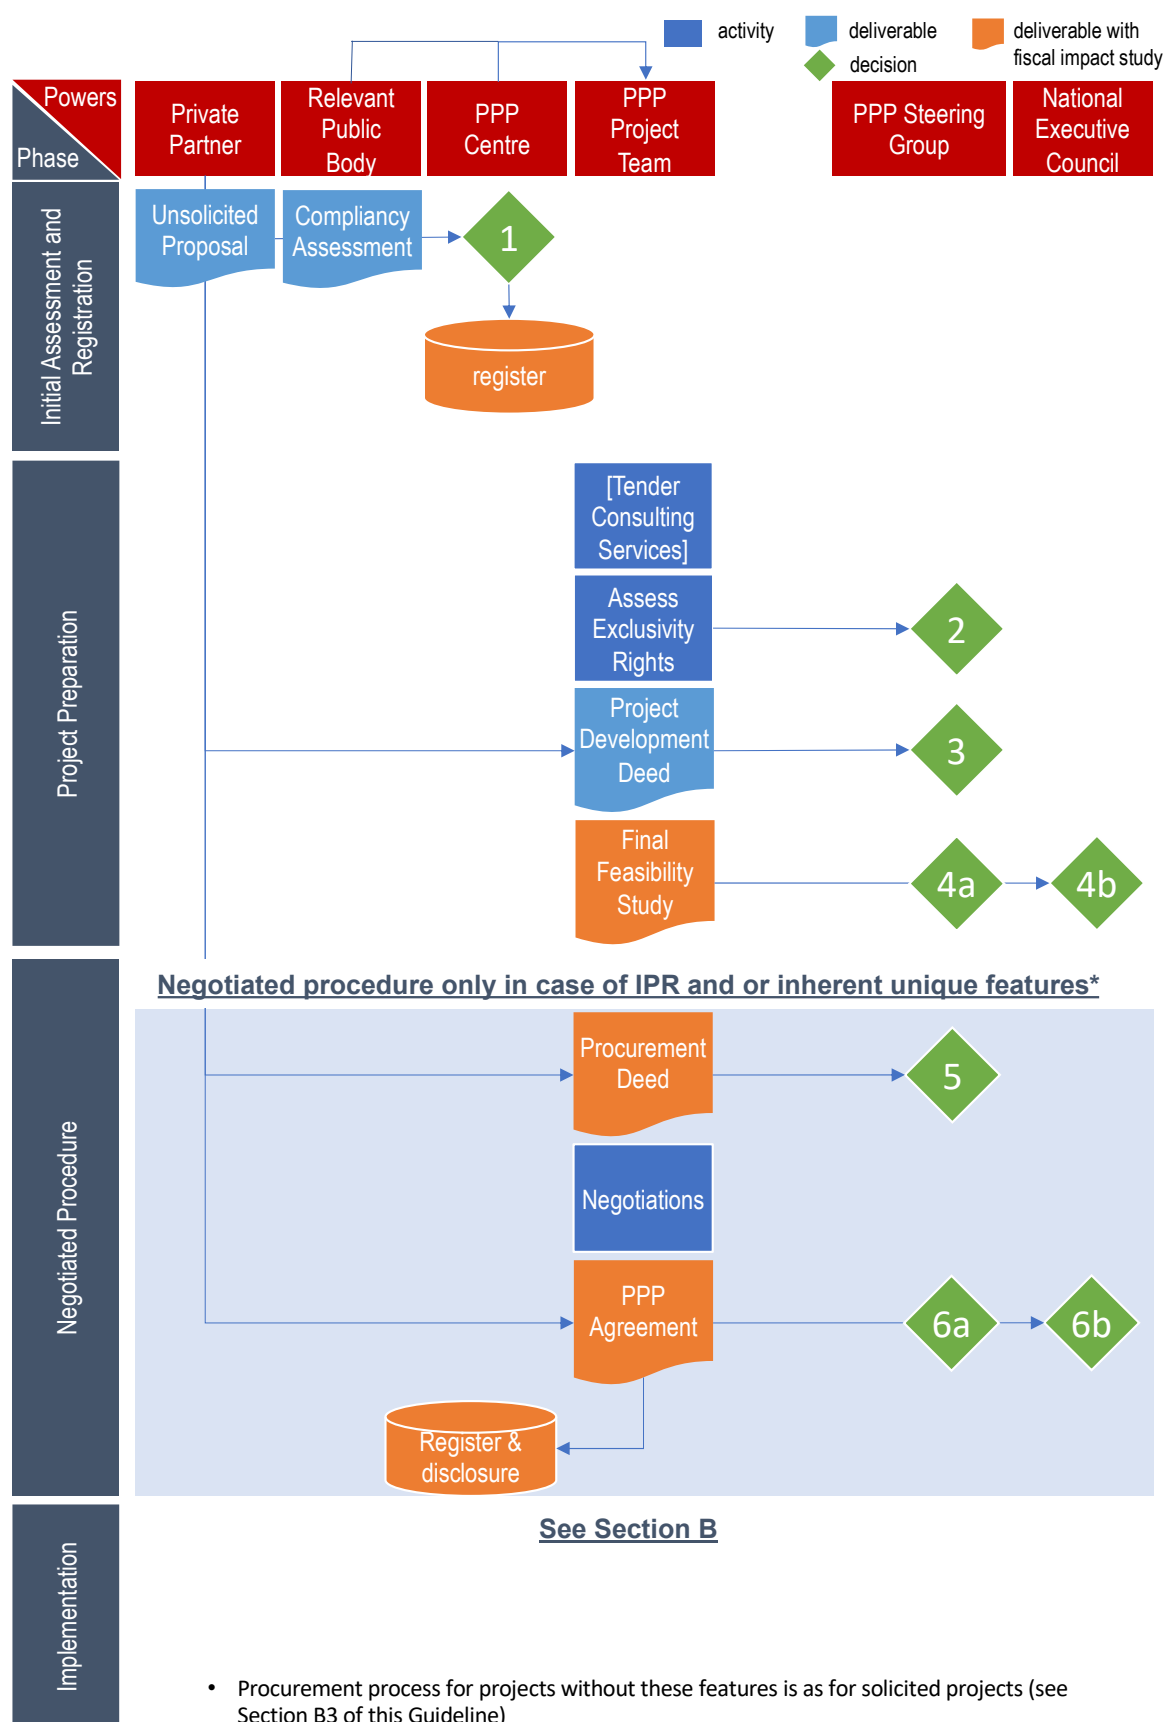 activity
deliverable
deliverable with
fiscal impact study
decision
Powers
Phase
Private
Partner
Relevant
Public
Body
PPP
Centre
PPP
Project
Team
PPP Steering
Group
National
Executive
Council
Initial Assessment and
Registration
Unsolicited
Proposal
Compliancy
Assessment
1
register
Project Preparation
[Tender
Consulting
Services]
Assess
Exclusivity
Rights
2
Project
Development
Deed
3
Final
Feasibility
Study
4a
4b
Negotiated Procedure
Negotiated procedure only in case of IPR and or inherent unique features*
Procurement
Deed
5
Negotiations
PPP
Agreement
6a
6b
Register &
disclosure
Implementation
See Section B
• Procurement process for projects without these features is as for solicited projects (see
Section B3 of this Guideline)